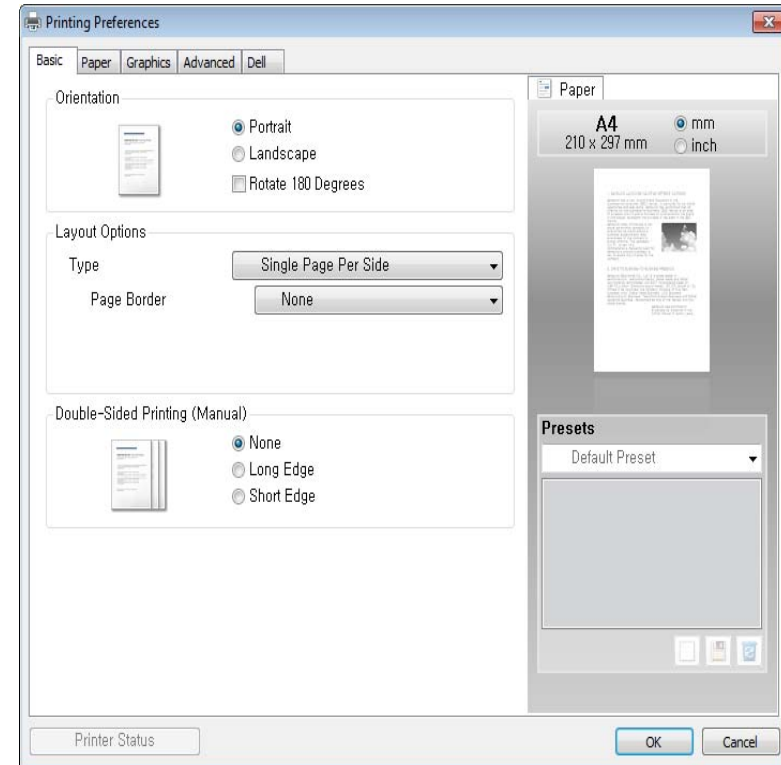 Printing Preferences
Basic Paper Graphics Advanced Dell
Orientation
Portrait
Landscape
Rotate 180 Degrees
Layout Options
Type Single Page Per Side
Page Border None
Double-Sided Printing (Manual)
None
Long Edge
Short Edge
Paper
A4
210 x 297 mm
mm
inch
Presets
Default Preset
Printer Status
OK Cancel